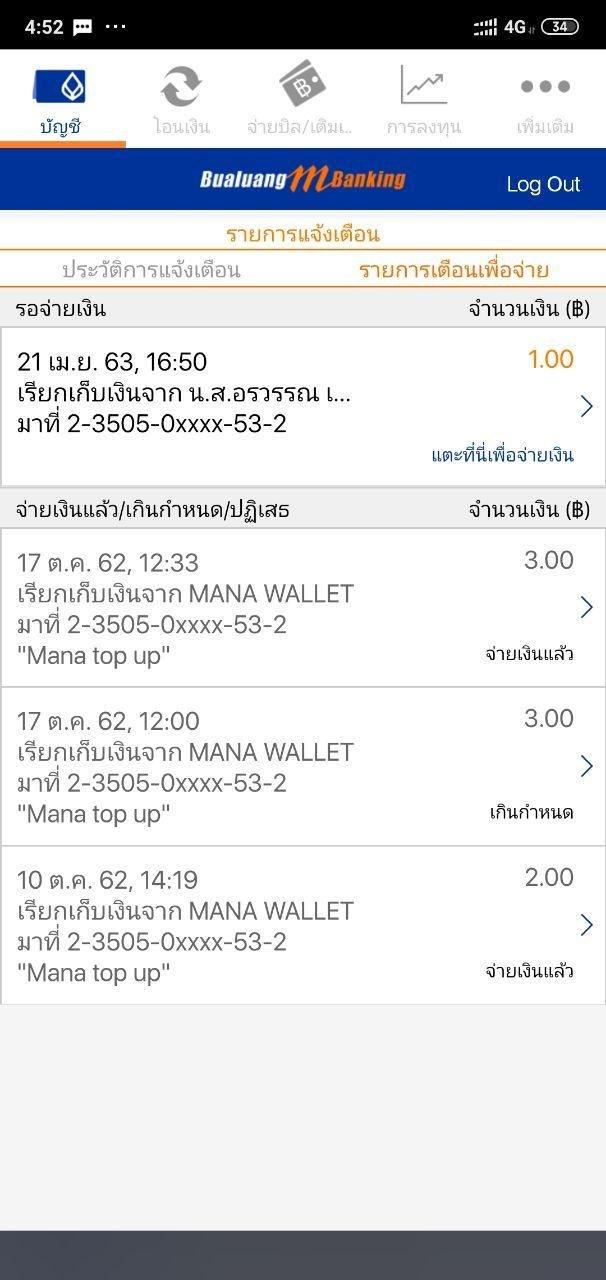 4:52
4G
34
บัญชี
โอนเงิน
จ่ายบิล/เติมเ..
การลงทุน
เพิ่มเติม
Bualuang mBanking
Log Out
รายการแจ้งเตือน
ประวัติการแจ้งเตือน
รายการเตือนเพื่อจ่าย
รอจ่ายเงิน จำนวนเงิน (฿)
21 เม.ย. 63, 16:50 1.00
เรียกเก็บเงินจาก น.ส.อรวรรณ เ...
มาที่ 2-3505-0xxxx-53-2
แตะที่นี่เพื่อจ่ายเงิน
จ่ายเงินแล้ว/เกินกำหนด/ปฏิเสธ จำนวนเงิน (฿)
17 ต.ค. 62, 12:33 3.00
เรียกเก็บเงินจาก MANA WALLET
มาที่ 2-3505-0xxxx-53-2
"Mana top up" จ่ายเงินแล้ว
17 ต.ค. 62, 12:00 3.00
เรียกเก็บเงินจาก MANA WALLET
มาที่ 2-3505-0xxxx-53-2
"Mana top up" เกินกำหนด
10 ต.ค. 62, 14:19 2.00
เรียกเก็บเงินจาก MANA WALLET
มาที่ 2-3505-0xxxx-53-2
"Mana top up" จ่ายเงินแล้ว